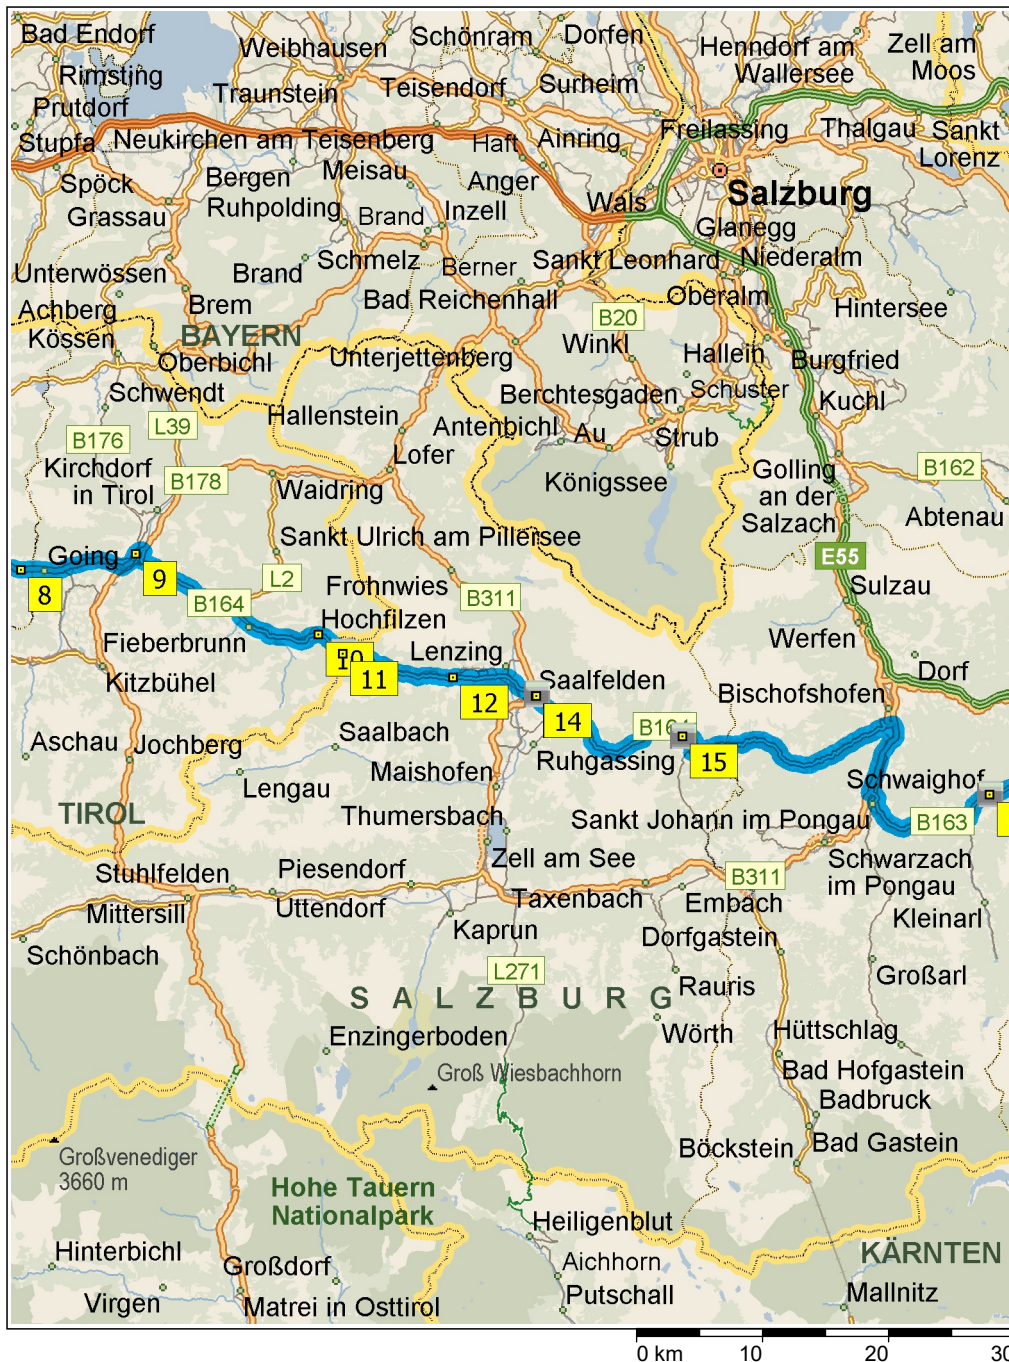 Bad Endorf
Weibhausen
Schönram
Dorfen
Henndorf am
Wallersee
Zell am
Moos
Rimsting
Prutdorf
Traunstein
Teisendorf
Surheim
Stupfa
Neukirchen am Teisenberg
Haft
Ainring
Freilassing
Thalgau
Sankt
Lorenz
Spöck
Bergen
Meisau
Anger
Wals
Salzburg
Grassau
Ruhpolding
Brand
Inzell
Glanegg
Unterwössen
Brand
Schmelz
Berner
Sankt Leonhard
Niederalm
Achberg
Brem
Bad Reichenhall
Oberalm
Hintersee
Kössen
BAYERN
B20
Oberbichl
Unterjettenberg
Winkl
Hallein
Burgfried
Schwendt
Berchtesgaden
Schuster
Hallenstein
Antenbichl
Au
Strub
Kuchl
B176
L39
Lofer
Kirchdorf
in Tirol
B178
Waidring
Königssee
Golling
an der
Salzach
B162
Abtenau
Sankt Ulrich am Pillersee
Going
E55
8
9
L2
Frohnwies
B311
Sulzau
B164
Hochfilzen
Werfen
Fieberbrunn
10
11
Lenzing
Dorf
Kitzbühel
12
Saalfelden
Bischofshofen
14
B164
Aschau
Jochberg
Saalbach
Ruhgassing
15
Maishofen
Schwaighof
Lengau
TIROL
Thumersbach
Sankt Johann im Pongau
B163
Zell am See
Schwarzach
im Pongau
Stuhlfelden
Piesendorf
B311
Mittersill
Uttendorf
Taxenbach
Embach
Kleinarl
Schönbach
Kaprun
Dorfgastein
L271
Rauris
Großarl
SALZBURG
Enzingerboden
Wörth
Hüttschlag
Groß Wiesbachhorn
Bad Hofgastein
Badbruck
Böckstein
Bad Gastein
Großvenediger
3660 m
Hohe Tauern
Nationalpark
Heiligenblut
Hinterbichl
Großdorf
Aichhorn
KÄRNTEN
Virgen
Matrei in Osttirol
Putschall
Mallnitz
0 km
10
20